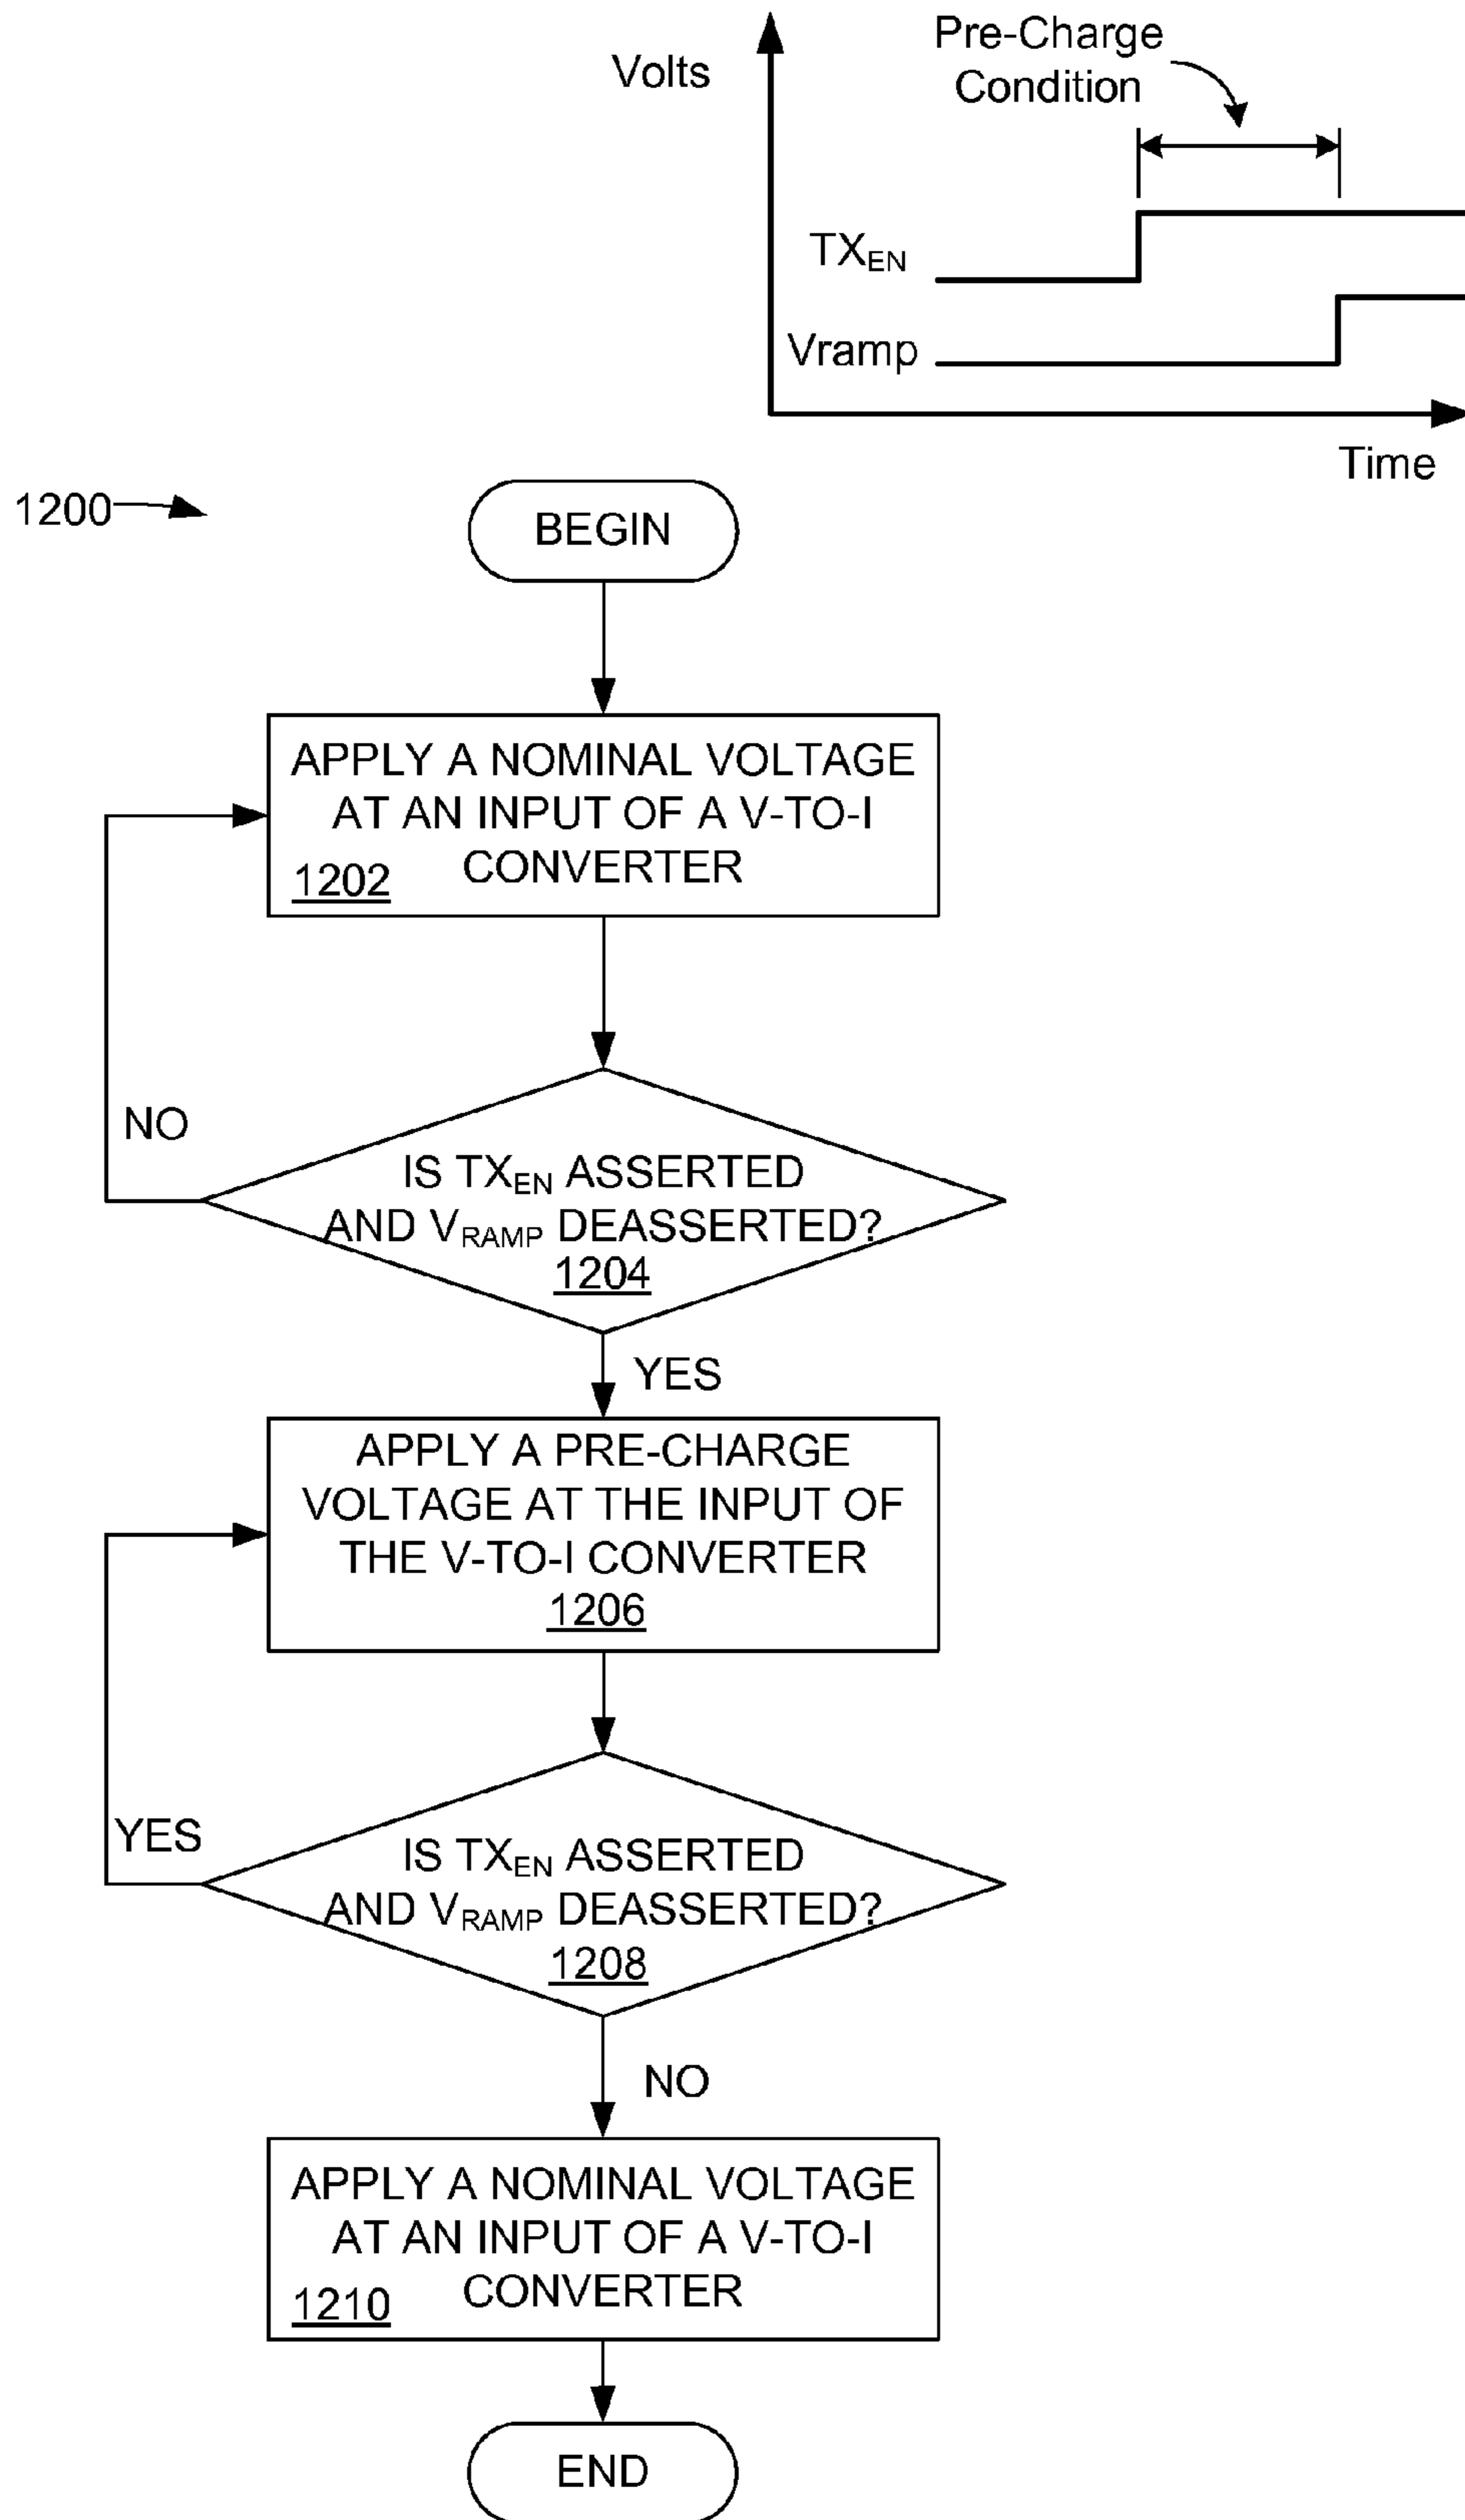 Volts
Pre-Charge
Condition
TXEN
Vramp
Time
1200
BEGIN
APPLY A NOMINAL VOLTAGE
AT AN INPUT OF A V-TO-I
CONVERTER
1202
NO
IS TXEN ASSERTED
AND VRAMP DEASSERTED?
1204
YES
APPLY A PRE-CHARGE
VOLTAGE AT THE INPUT OF
THE V-TO-I CONVERTER
1206
YES
IS TXEN ASSERTED
AND VRAMP DEASSERTED?
1208
NO
APPLY A NOMINAL VOLTAGE
AT AN INPUT OF A V-TO-I
CONVERTER
1210
END